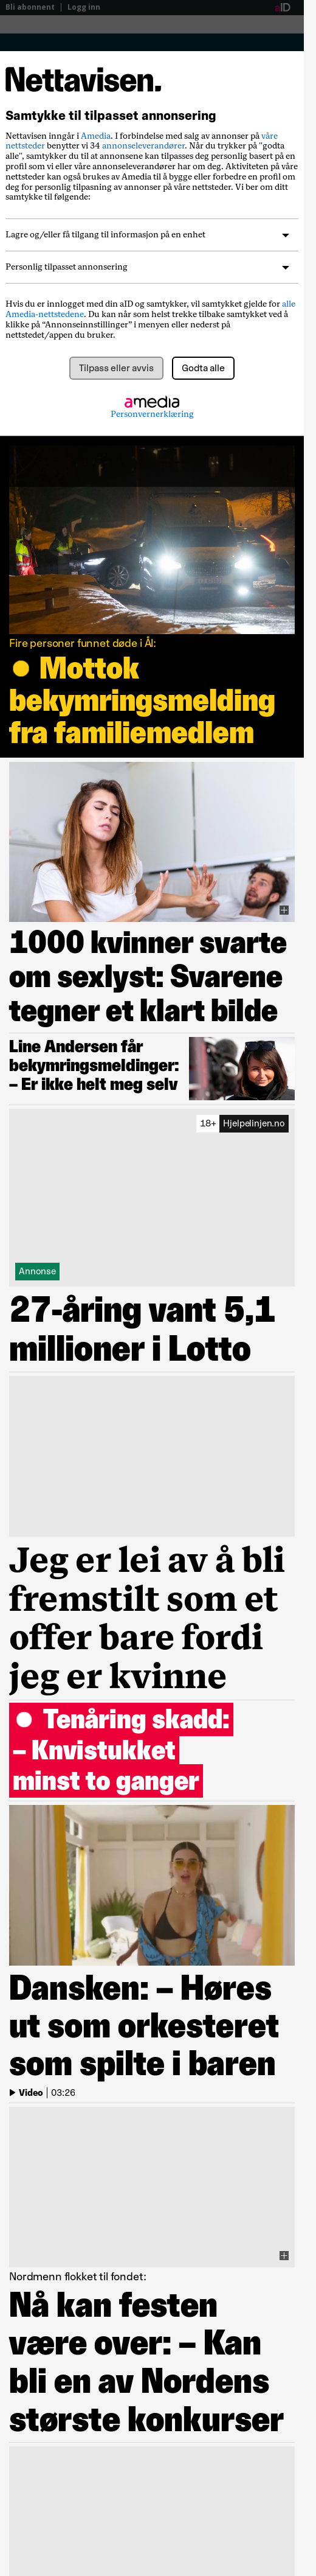 Bli abonnent | Logg inn
aID
Nettavisen.
Samtykke til tilpasset annonsering
Nettavisen inngår i Amedia. I forbindelse med salg av annonser på våre
nettsteder benytter vi 34 annonseleverandører. Når du trykker på "godta
alle", samtykker du til at annonsene kan tilpasses deg personlig basert på en
profil som vi eller våre annonseleverandører har om deg. Aktiviteten på våre
nettsteder kan også brukes av Amedia til å bygge eller forbedre en profil om
deg for personlig tilpasning av annonser på våre nettsteder. Vi ber om ditt
samtykke til følgende:
Lagre og/eller få tilgang til informasjon på en enhet
Personlig tilpasset annonsering
Hvis du er innlogget med din aID og samtykker, vil samtykket gjelde for alle
Amedia-nettstedene. Du kan når som helst trekke tilbake samtykket ved å
klikke på “Annonseinnstillinger” i menyen eller nederst på
nettstedet/appen du bruker.
Tilpass eller avvis
Godta alle
amedia
Personvernerklæring
Fire personer funnet døde i Ål:
Mottok
bekymringsmelding
fra familiemedlem
1000 kvinner svarte
om sexlyst: Svarene
tegner et klart bilde
Line Andersen får
bekymringsmeldinger:
– Er ikke helt meg selv
18+ Hjelpelinjen.no
Annonse
27-åring vant 5,1
millioner i Lotto
Jeg er lei av å bli
fremstilt som et
offer bare fordi
jeg er kvinne
Tenåring skadd:
– Knvistukket
minst to ganger
Dansken: – Høres
ut som orkesteret
som spilte i baren
Video | 03:26
Nordmenn flokket til fondet:
Nå kan festen
være over: – Kan
bli en av Nordens
største konkurser